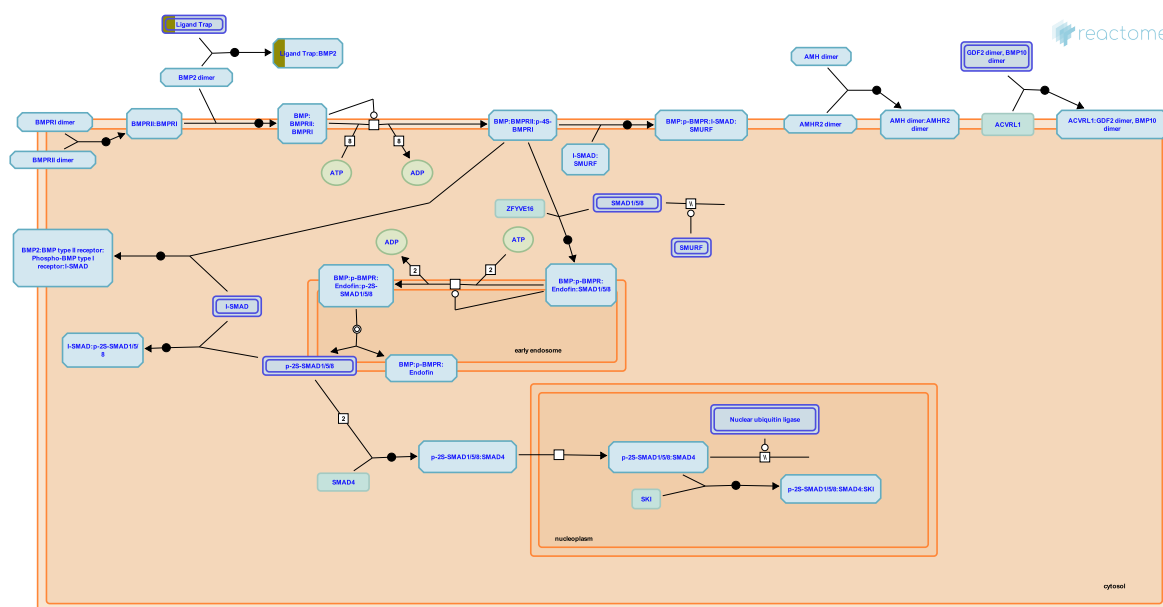 Ligand Trap
reactome
Ligand Trap:BMP2
BMP2 dimer
AMH dimer
GDF2 dimer, BMP10
dimer
BMPRI dimer
BMPRII:BMPRI
BMP:
BMPRII:
BMPRI
BMP:BMPRII:p-4S-
BMPRI
BMP:p-BMPR:I-SMAD:
SMURF
AMHR2 dimer
AMH dimer:AMHR2
dimer
ACVRL1
ACVRL1:GDF2 dimer, BMP10
dimer
BMPRII dimer
8
8
ATP
ADP
I-SMAD:
SMURF
ZFYVE16
SMAD1/5/8
\\
SMURF
ADP
ATP
2
2
BMP2:BMP type II receptor:
Phospho-BMP type I
receptor:I-SMAD
BMP:p-BMPR:
Endofin:p-2S-
SMAD1/5/8
BMP:p-BMPR:
Endofin:SMAD1/5/8
I-SMAD
I-SMAD:p-2S-SMAD1/5/
8
early endosome
p-2S-SMAD1/5/8
BMP:p-BMPR:
Endofin
2
Nuclear ubiquitin ligase
p-2S-SMAD1/5/8:SMAD4
p-2S-SMAD1/5/8:SMAD4
\\
SMAD4
SKI
p-2S-SMAD1/5/8:SMAD4:SKI
nucleoplasm
cytosol